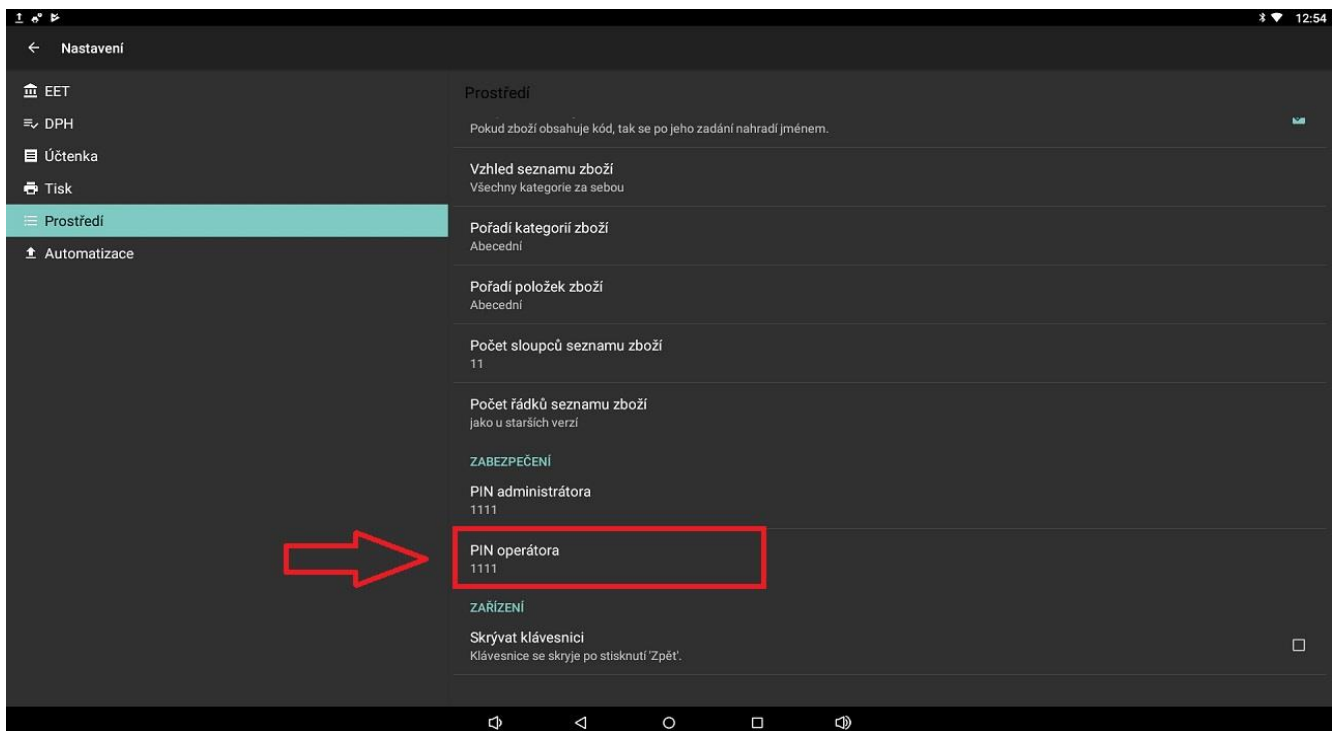 12:54
Nastavení
EET
DPH
Účtenka
Tisk
Prostředí
Automatizace
Prostředí
Pokud zboží obsahuje kód, tak se po jeho zadání nahradí jménem.
Vzhled seznamu zboží
Všechny kategorie za sebou
Pořadí kategorií zboží
Abecední
Pořadí položek zboží
Abecední
Počet sloupců seznamu zboží
11
Počet řádků seznamu zboží
jako u starších verzí
ZABEZPEČENÍ
PIN administrátora
1111
PIN operátora
1111
ZAŘÍZENÍ
Skrývat klávesnici
Klávesnice se skryje po stisknutí 'Zpět'.